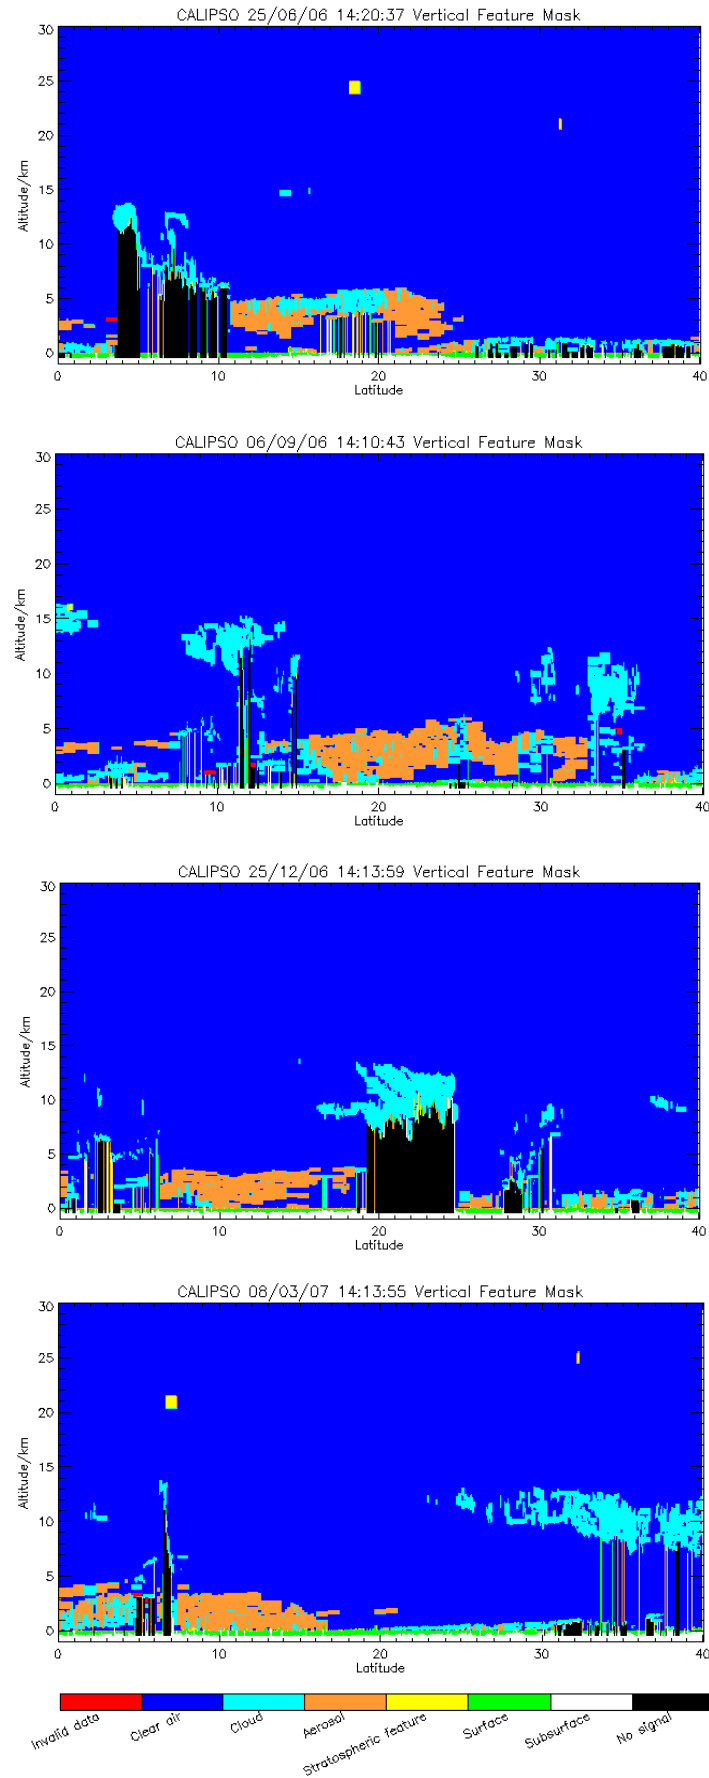 CALIPSO 25/06/06 14:20:37 Vertical Feature Mask
30
25
20
15
10
5
0
Altitude/km
0 10 20 30 40
Latitude
CALIPSO 06/09/06 14:10:43 Vertical Feature Mask
30
25
20
15
10
5
0
Altitude/km
0 10 20 30 40
Latitude
CALIPSO 25/12/06 14:13:59 Vertical Feature Mask
30
25
20
15
10
5
0
Altitude/km
0 10 20 30 40
Latitude
CALIPSO 08/03/07 14:13:55 Vertical Feature Mask
30
25
20
15
10
5
0
Altitude/km
0 10 20 30 40
Latitude
Invalid data Clear air Cloud Aerosol Stratospheric feature Surface Subsurface No signal